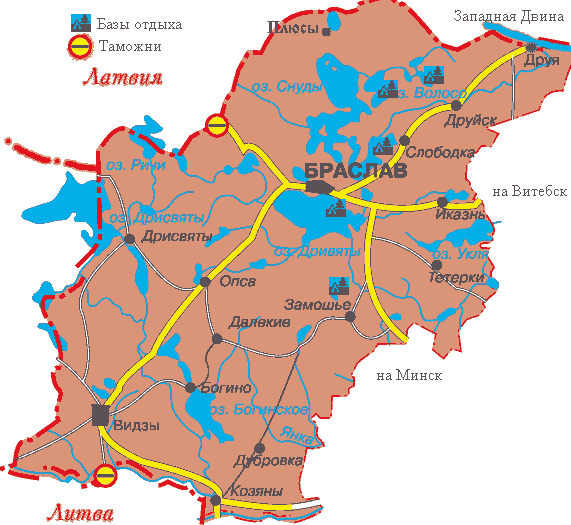 Базы отдыха
Таможни
Латвия
Западная Двина
Плюсы
Друя
оз. Снуды
оз. Волосо
Друйск
Слободка
оз. Ричи
БРАСЛАВ
на Витебск
оз. Дрисвяты
Иказнь
Дрисвяты
оз. Дривяты
оз. Укля
Тетерки
Опса
Замошье
Далекие
на Минск
Богино
оз. Богинское
Видзы
Янка
Дубровка
Козяны
Литва